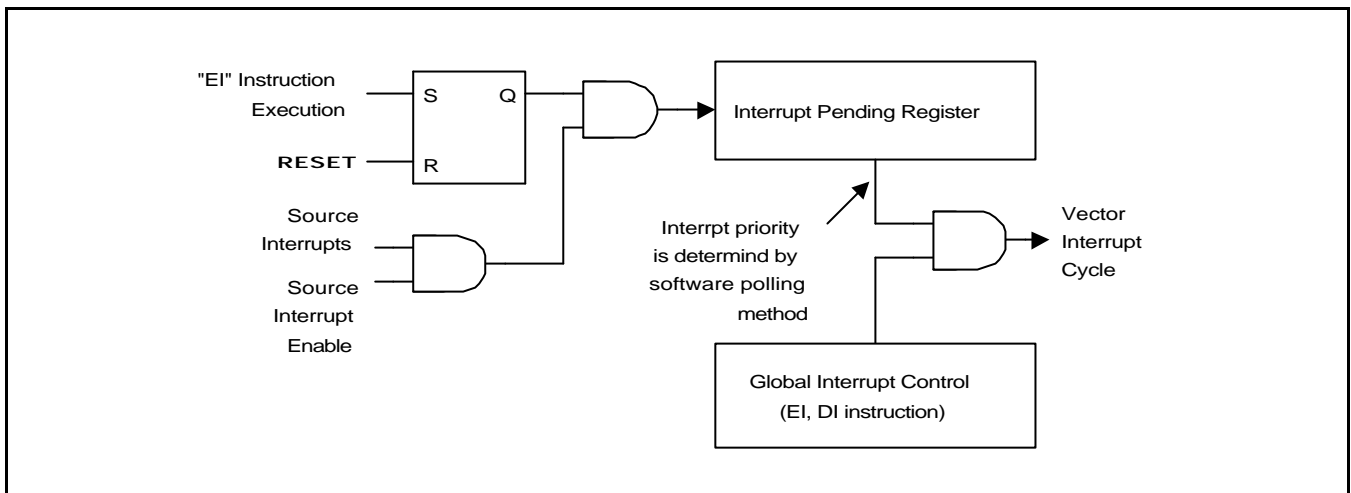 "EI" Instruction
Execution
RESET
Source
Interrupts
Source
Interrupt
Enable
S
Q
R
Interrupt Pending Register
Interrpt priority
is determind by
software polling
method
Vector
Interrupt
Cycle
Global Interrupt Control
(EI, DI instruction)